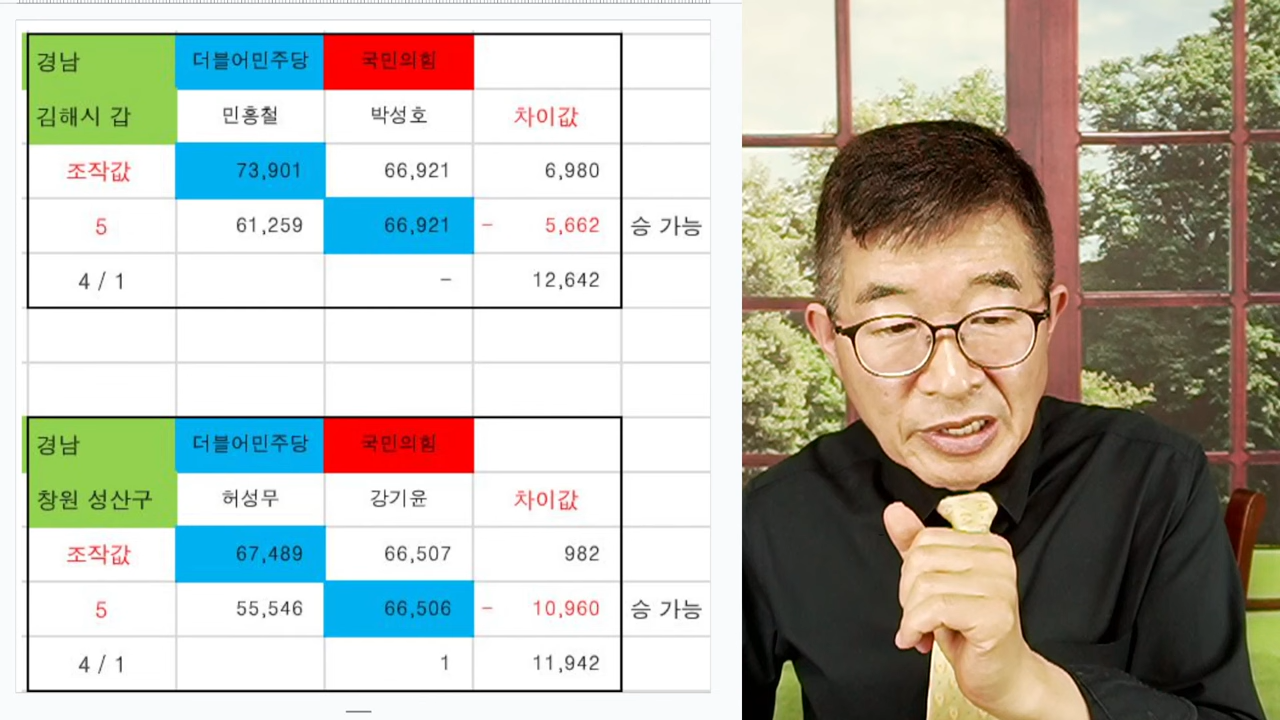 경남 더블어민주당 국민의힘
김해시 갑 민홍철 박성호 차이값
조작값 73,901 66,921 6,980
5 61,259 66,921 - 5,662 승 가능
4 / 1 - 12,642
경남 더블어민주당 국민의힘
창원 성산구 허성무 강기윤 차이값
조작값 67,489 66,507 982
5 55,546 66,506 - 10,960 승 가능
4 / 1 1 11,942